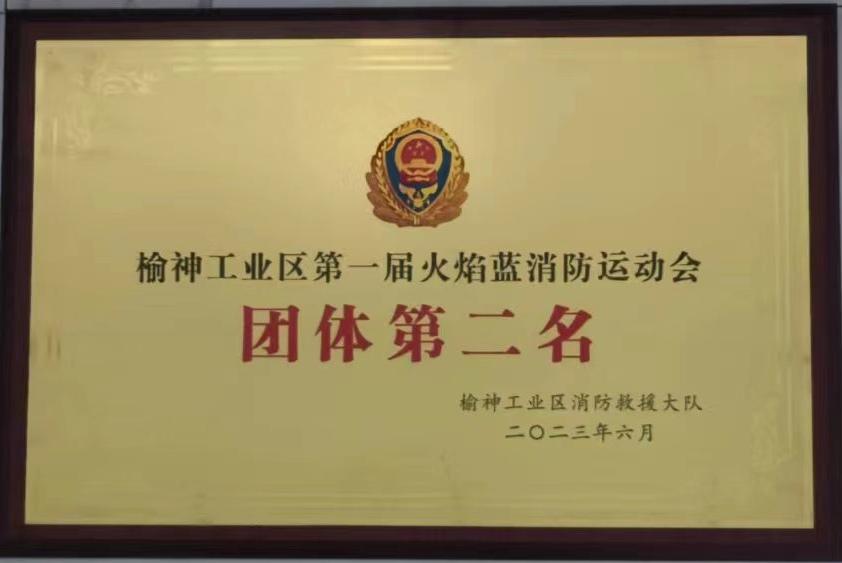 榆神工业区第一届火焰蓝消防运动会
团体第二名
榆神工业区消防救援大队
二〇二三年六月